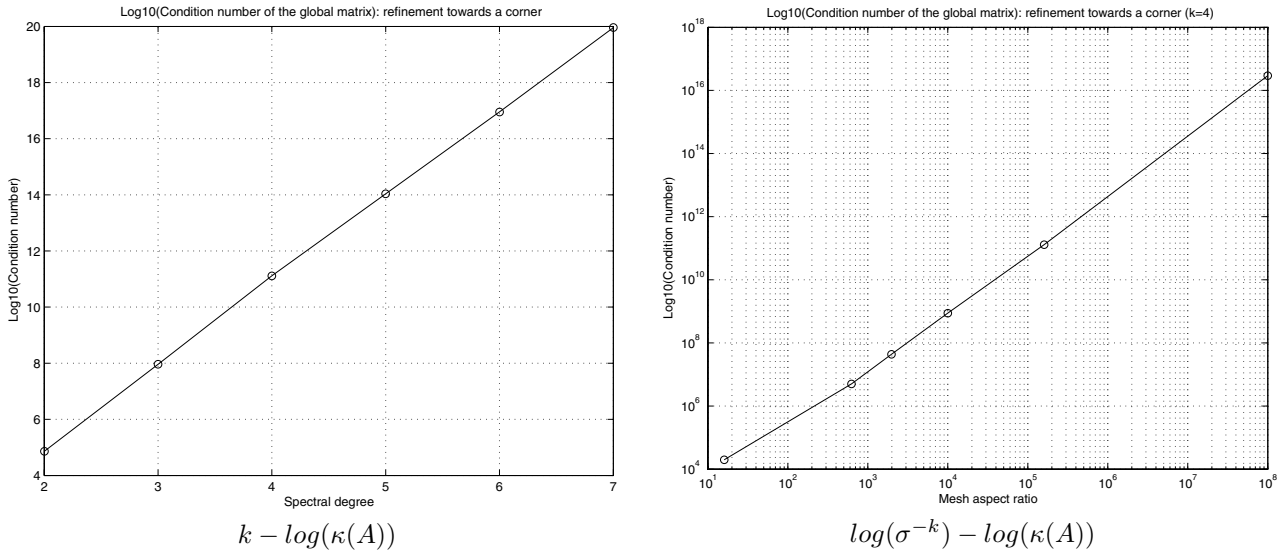 Log10(Condition number of the global matrix): refinement towards a corner
20
18
16
14
12
10
8
6
4
Log10(Condition number)
2 3 4 5 6 7
Spectral degree
k − log(κ(A))
Log10(Condition number of the global matrix): refinement towards a corner (k=4)
10^18
10^16
10^14
10^12
10^10
10^8
10^6
10^4
Log10(Condition number)
10^1 10^2 10^3 10^4 10^5 10^6 10^7 10^8
Mesh aspect ratio
log(σ^−k) − log(κ(A))